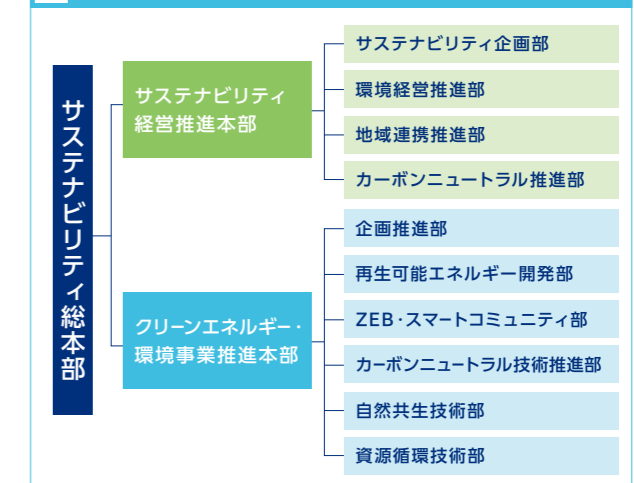 サステナビリティ総本部
サステナビリティ
経営推進本部
サステナビリティ企画部
環境経営推進部
地域連携推進部
カーボンニュートラル推進部
クリーンエネルギー・
環境事業推進本部
企画推進部
再生可能エネルギー開発部
ZEB・スマートコミュニティ部
カーボンニュートラル技術推進部
自然共生技術部
資源循環技術部